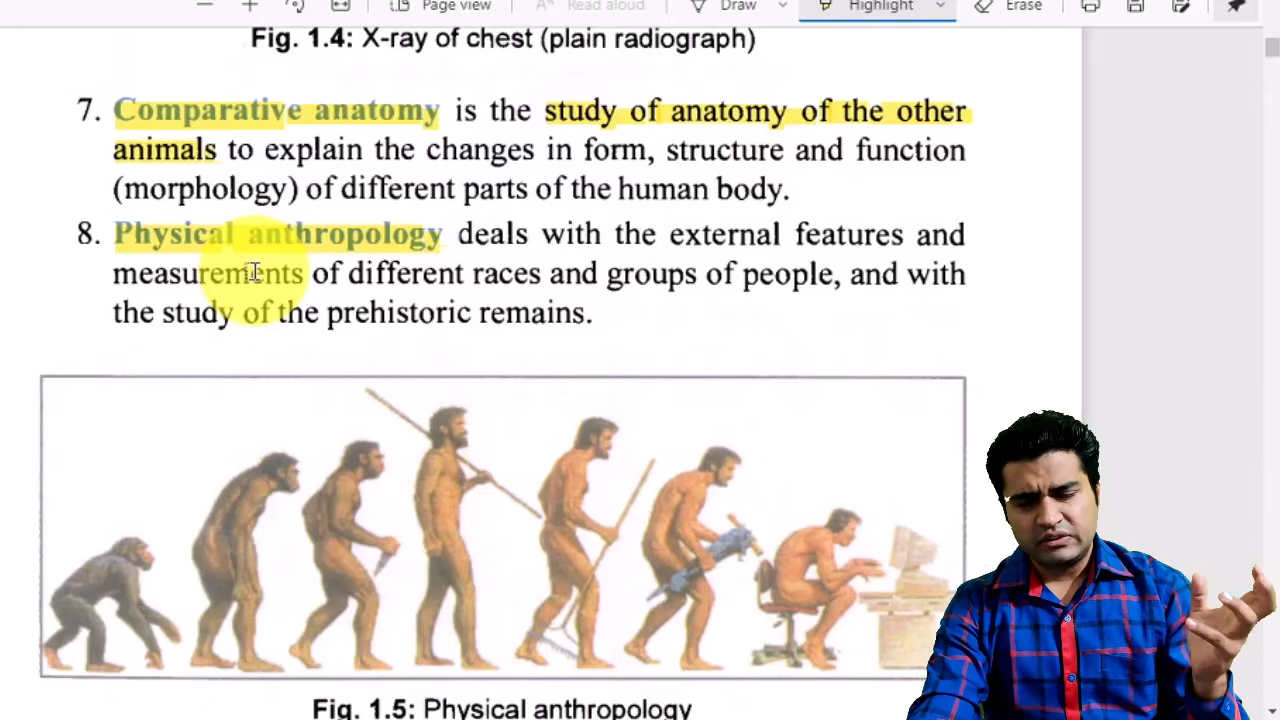 Page view
Read aloud
Draw
Highlight
Erase
Fig. 1.4: X-ray of chest (plain radiograph)
7. Comparative anatomy is the study of anatomy of the other
animals to explain the changes in form, structure and function
(morphology) of different parts of the human body.
8. Physical anthropology deals with the external features and
measurements of different races and groups of people, and with
the study of the prehistoric remains.
Fig. 1.5: Physical anthropology